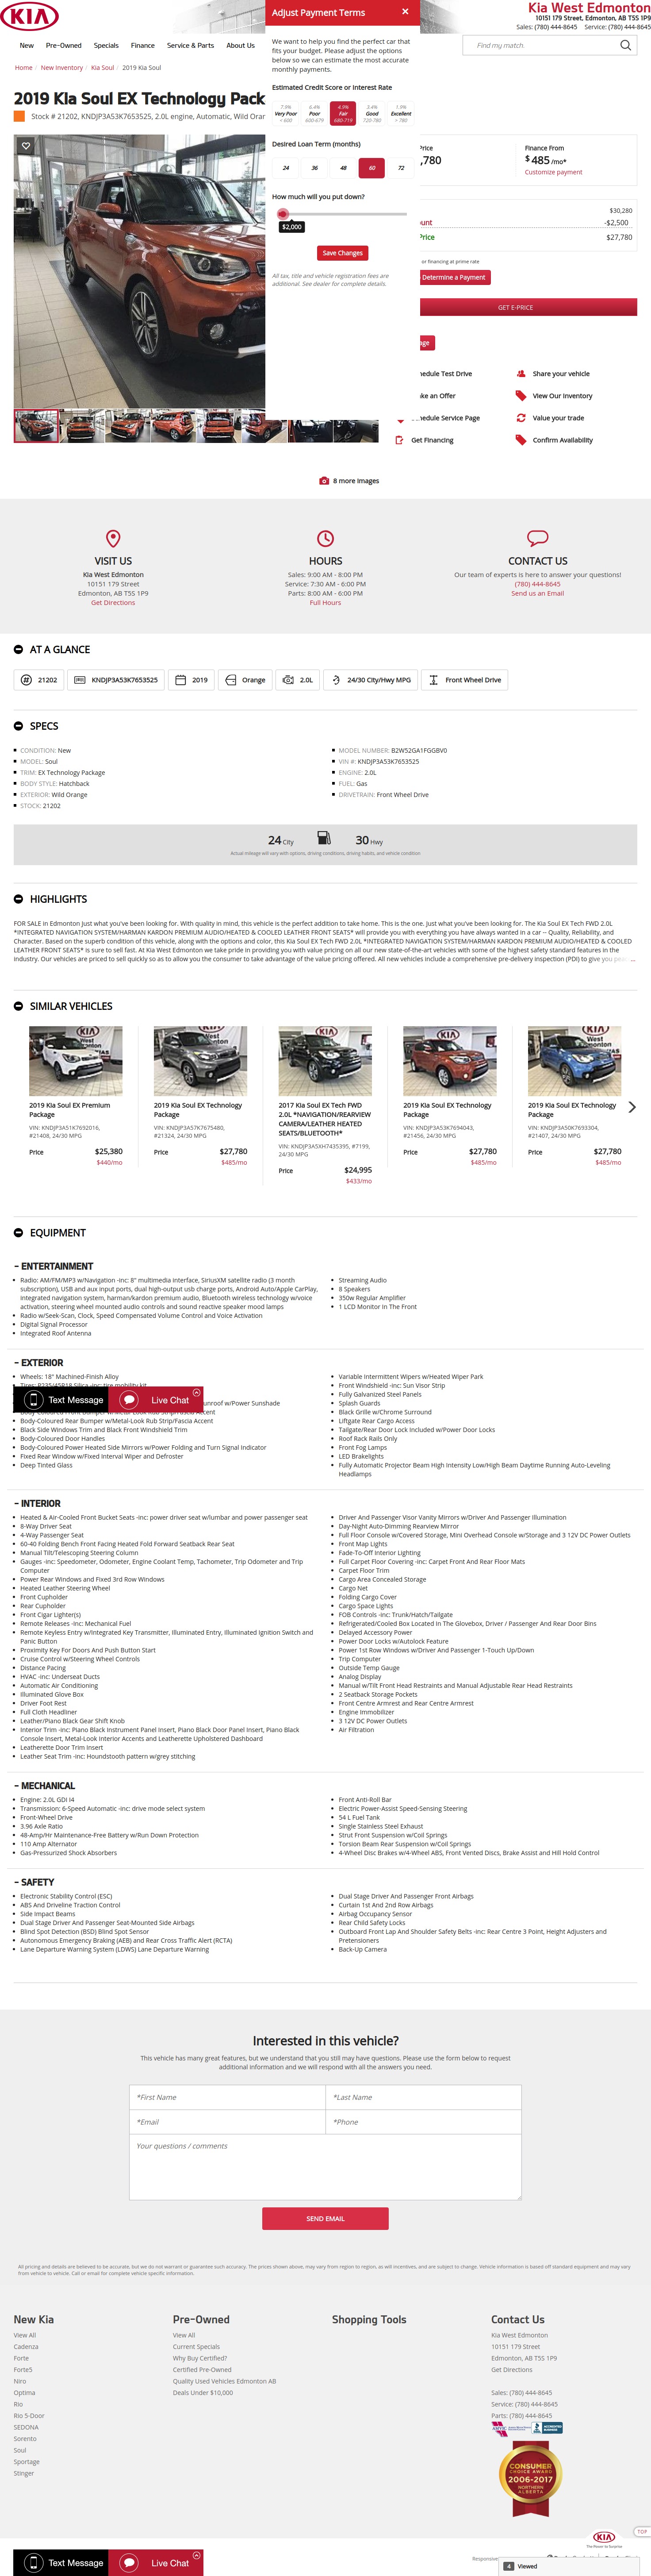 KIA
Kia West Edmonton
10151 179 Street, Edmonton, AB T5S 1P9
Sales: (780) 444-8645 Service: (780) 444-8645
New Pre-Owned Specials Finance Service & Parts About Us
Find my match.
Home / New Inventory / Kia Soul / 2019 Kia Soul
2019 Kia Soul EX Technology Pack
Stock # 21202, KNDJP3A53K7653525, 2.0L engine, Automatic, Wild Oran
Adjust Payment Terms
We want to help you find the perfect car that
fits your budget. Please adjust the options
below so we can estimate the most accurate
monthly payments.
Estimated Credit Score or Interest Rate
7.9% Very Poor < 600
6.4% Poor 600-679
4.3% Fair 680-719
3.4% Good 720-780
1.9% Excellent > 780
Desired Loan Term (months)
24 36 48 60 72
How much will you put down?
$2,000
Save Changes
All tax, title and vehicle registration fees are
additional. See dealer for complete details.
Price
,780
Finance From
$485 /mo*
Customize payment
$30,280
ount -$2,500
Price $27,780
or financing at prime rate
Determine a Payment
GET E-PRICE
age
hedule Test Drive
Share your vehicle
ke an Offer
View Our Inventory
hedule Service Page
Value your trade
Get Financing
Confirm Availability
8 more images
VISIT US
Kia West Edmonton
10151 179 Street
Edmonton, AB T5S 1P9
Get Directions
HOURS
Sales: 9:00 AM - 8:00 PM
Service: 7:30 AM - 6:00 PM
Parts: 8:00 AM - 6:00 PM
Full Hours
CONTACT US
Our team of experts is here to answer your questions!
(780) 444-8645
Send us an Email
AT A GLANCE
21202 KNDJP3A53K7653525 2019 Orange 2.0L 24/30 City/Hwy MPG Front Wheel Drive
SPECS
CONDITION: New
MODEL: Soul
TRIM: EX Technology Package
BODY STYLE: Hatchback
EXTERIOR: Wild Orange
STOCK: 21202
MODEL NUMBER: B2W52GA1FGGBV0
VIN #: KNDJP3A53K7653525
ENGINE: 2.0L
FUEL: Gas
DRIVETRAIN: Front Wheel Drive
24 City 30 Hwy
Actual mileage will vary with options, driving conditions, driving habits, and vehicle condition
HIGHLIGHTS
FOR SALE in Edmonton Just what you've been looking for. With quality in mind, this vehicle is the perfect addition to take home. This is the one. Just what you've been looking for. The Kia Soul EX Tech FWD 2.0L
*INTEGRATED NAVIGATION SYSTEM/HARMAN KARDON PREMIUM AUDIO/HEATED & COOLED LEATHER FRONT SEATS* will provide you with everything you have always wanted in a car -- Quality, Reliability, and
Character. Based on the superb condition of this vehicle, along with the options and color, this Kia Soul EX Tech FWD 2.0L *INTEGRATED NAVIGATION SYSTEM/HARMAN KARDON PREMIUM AUDIO/HEATED & COOLED
LEATHER FRONT SEATS* is sure to sell fast. At Kia West Edmonton we take pride in providing you with value pricing on all our new state-of-the-art vehicles with some of the highest safety standard features in the
industry. Our vehicles are priced to sell quickly so as to allow you the consumer to take advantage of the value pricing offered. All new vehicles include a comprehensive pre-delivery inspection (PDI) to give you peac ...
SIMILAR VEHICLES
2019 Kia Soul EX Premium
Package
VIN: KNDJP3A51K7692016,
#21408, 24/30 MPG
Price $25,380
$440/mo
2019 Kia Soul EX Technology
Package
VIN: KNDJP3A57K7675480,
#21324, 24/30 MPG
Price $27,780
$485/mo
2017 Kia Soul EX Tech FWD
2.0L *NAVIGATION/REARVIEW
CAMERA/LEATHER HEATED
SEATS/BLUETOOTH*
VIN: KNDJP3A5XH7435395, #7199,
24/30 MPG
Price $24,995
$433/mo
2019 Kia Soul EX Technology
Package
VIN: KNDJP3A53K7694043,
#21456, 24/30 MPG
Price $27,780
$485/mo
2019 Kia Soul EX Technology
Package
VIN: KNDJP3A50K7693304,
#21407, 24/30 MPG
Price $27,780
$485/mo
EQUIPMENT
- ENTERTAINMENT
Radio: AM/FM/MP3 w/Navigation -inc: 8" multimedia interface, SiriusXM satellite radio (3 month
subscription), USB and aux input ports, dual high-output usb charge ports, Android Auto/Apple CarPlay,
integrated navigation system, harman/kardon premium audio, Bluetooth wireless technology w/voice
activation, steering wheel mounted audio controls and sound reactive speaker mood lamps
Radio w/Seek-Scan, Clock, Speed Compensated Volume Control and Voice Activation
Digital Signal Processor
Integrated Roof Antenna
Streaming Audio
8 Speakers
350w Regular Amplifier
1 LCD Monitor In The Front
- EXTERIOR
Wheels: 18" Machined-Finish Alloy
Tires: P235/45R18 Silica -inc: tire mobility kit
unroof w/Power Sunshade
Body-Coloured Front Bumper w/Metal-Look Rub Strip/Fascia Accent
Body-Coloured Rear Bumper w/Metal-Look Rub Strip/Fascia Accent
Black Side Windows Trim and Black Front Windshield Trim
Body-Coloured Door Handles
Body-Coloured Power Heated Side Mirrors w/Power Folding and Turn Signal Indicator
Fixed Rear Window w/Fixed Interval Wiper and Defroster
Deep Tinted Glass
Variable Intermittent Wipers w/Heated Wiper Park
Front Windshield -inc: Sun Visor Strip
Fully Galvanized Steel Panels
Splash Guards
Black Grille w/Chrome Surround
Liftgate Rear Cargo Access
Tailgate/Rear Door Lock Included w/Power Door Locks
Roof Rack Rails Only
Front Fog Lamps
LED Brakelights
Fully Automatic Projector Beam High Intensity Low/High Beam Daytime Running Auto-Leveling
Headlamps
Text Message Live Chat
- INTERIOR
Heated & Air-Cooled Front Bucket Seats -inc: power driver seat w/lumbar and power passenger seat
8-Way Driver Seat
4-Way Passenger Seat
60-40 Folding Bench Front Facing Heated Fold Forward Seatback Rear Seat
Manual Tilt/Telescoping Steering Column
Gauges -inc: Speedometer, Odometer, Engine Coolant Temp, Tachometer, Trip Odometer and Trip
Computer
Power Rear Windows and Fixed 3rd Row Windows
Heated Leather Steering Wheel
Front Cupholder
Rear Cupholder
Front Cigar Lighter(s)
Remote Releases -Inc: Mechanical Fuel
Remote Keyless Entry w/Integrated Key Transmitter, Illuminated Entry, Illuminated Ignition Switch and
Panic Button
Proximity Key For Doors And Push Button Start
Cruise Control w/Steering Wheel Controls
Distance Pacing
HVAC -inc: Underseat Ducts
Automatic Air Conditioning
Illuminated Glove Box
Driver Foot Rest
Full Cloth Headliner
Leather/Piano Black Gear Shift Knob
Interior Trim -inc: Piano Black Instrument Panel Insert, Piano Black Door Panel Insert, Piano Black
Console Insert, Metal-Look Interior Accents and Leatherette Upholstered Dashboard
Leatherette Door Trim Insert
Leather Seat Trim -inc: Houndstooth pattern w/grey stitching
Driver And Passenger Visor Vanity Mirrors w/Driver And Passenger Illumination
Day-Night Auto-Dimming Rearview Mirror
Full Floor Console w/Covered Storage, Mini Overhead Console w/Storage and 3 12V DC Power Outlets
Front Map Lights
Fade-To-Off Interior Lighting
Full Carpet Floor Covering -inc: Carpet Front And Rear Floor Mats
Carpet Floor Trim
Cargo Area Concealed Storage
Cargo Net
Folding Cargo Cover
Cargo Space Lights
FOB Controls -inc: Trunk/Hatch/Tailgate
Refrigerated/Cooled Box Located In The Glovebox, Driver / Passenger And Rear Door Bins
Delayed Accessory Power
Power Door Locks w/Autolock Feature
Power 1st Row Windows w/Driver And Passenger 1-Touch Up/Down
Trip Computer
Outside Temp Gauge
Analog Display
Manual w/Tilt Front Head Restraints and Manual Adjustable Rear Head Restraints
2 Seatback Storage Pockets
Front Centre Armrest and Rear Centre Armrest
Engine Immobilizer
3 12V DC Power Outlets
Air Filtration
- MECHANICAL
Engine: 2.0L GDI I4
Transmission: 6-Speed Automatic -inc: drive mode select system
Front-Wheel Drive
3.96 Axle Ratio
48-Amp/Hr Maintenance-Free Battery w/Run Down Protection
110 Amp Alternator
Gas-Pressurized Shock Absorbers
Front Anti-Roll Bar
Electric Power-Assist Speed-Sensing Steering
54 L Fuel Tank
Single Stainless Steel Exhaust
Strut Front Suspension w/Coil Springs
Torsion Beam Rear Suspension w/Coil Springs
4-Wheel Disc Brakes w/4-Wheel ABS, Front Vented Discs, Brake Assist and Hill Hold Control
- SAFETY
Electronic Stability Control (ESC)
ABS And Driveline Traction Control
Side Impact Beams
Dual Stage Driver And Passenger Seat-Mounted Side Airbags
Blind Spot Detection (BSD) Blind Spot Sensor
Autonomous Emergency Braking (AEB) and Rear Cross Traffic Alert (RCTA)
Lane Departure Warning System (LDWS) Lane Departure Warning
Dual Stage Driver And Passenger Front Airbags
Curtain 1st And 2nd Row Airbags
Airbag Occupancy Sensor
Rear Child Safety Locks
Outboard Front Lap And Shoulder Safety Belts -inc: Rear Centre 3 Point, Height Adjusters and
Pretensioners
Back-Up Camera
Interested in this vehicle?
This vehicle has many great features, but we understand that you still may have questions. Please use the form below to request
additional information and we will respond with all the answers you need.
*First Name *Last Name
*Email *Phone
Your questions / comments
SEND EMAIL
All pricing and details are believed to be accurate, but we do not warrant or guarantee such accuracy. The prices shown above, may vary from region to region, as will incentives, and are subject to change. Vehicle information is based off standard equipment and may vary
from vehicle to vehicle. Call or email for complete vehicle specific information.
New Kia
View All
Cadenza
Forte
Forte5
Niro
Optima
Rio
Rio 5-Door
SEDONA
Sorento
Soul
Sportage
Stinger
Pre-Owned
View All
Current Specials
Why Buy Certified?
Certified Pre-Owned
Quality Used Vehicles Edmonton AB
Deals Under $10,000
Shopping Tools
Contact Us
Kia West Edmonton
10151 179 Street
Edmonton, AB T5S 1P9
Get Directions
Sales: (780) 444-8645
Service: (780) 444-8645
Parts: (780) 444-8645
AMVIC
BBB ACCREDITED BUSINESS
CONSUMER
CHOICE AWARD
2006-2017
NORTHERN
ALBERTA
TOP
KIA
The Power to Surprise
Text Message Live Chat
Responsive
4 Viewed